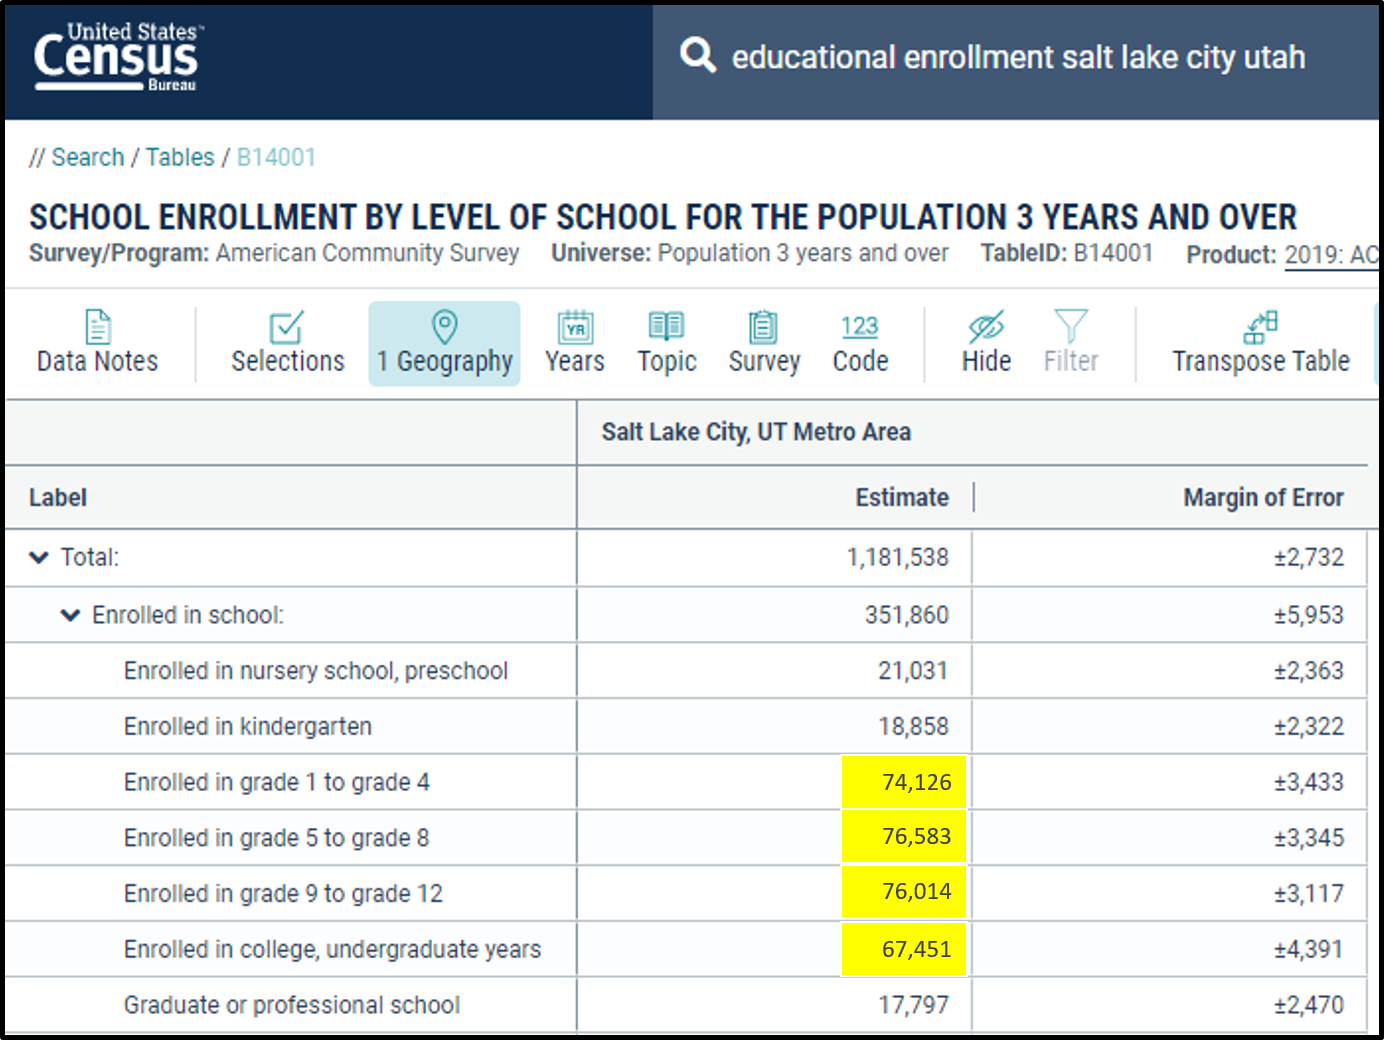 United States™
Census
Bureau
educational enrollment salt lake city utah
// Search / Tables / B14001
SCHOOL ENROLLMENT BY LEVEL OF SCHOOL FOR THE POPULATION 3 YEARS AND OVER
Survey/Program: American Community Survey Universe: Population 3 years and over TableID: B14001 Product: 2019: AC
Data Notes Selections 1 Geography YR Years Topic Survey 123 Code Hide Filter Transpose Table
Salt Lake City, UT Metro Area
Label Estimate Margin of Error
Total: 1,181,538 ±2,732
Enrolled in school: 351,860 ±5,953
Enrolled in nursery school, preschool 21,031 ±2,363
Enrolled in kindergarten 18,858 ±2,322
Enrolled in grade 1 to grade 4 74,126 ±3,433
Enrolled in grade 5 to grade 8 76,583 ±3,345
Enrolled in grade 9 to grade 12 76,014 ±3,117
Enrolled in college, undergraduate years 67,451 ±4,391
Graduate or professional school 17,797 ±2,470